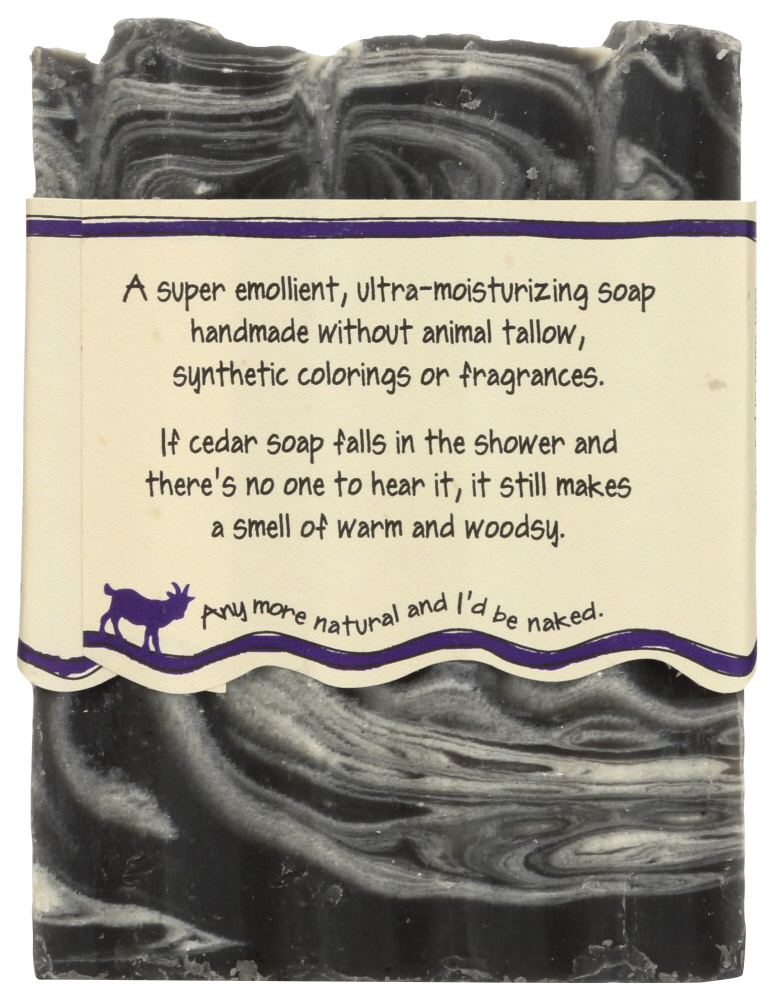 A super emollient, ultra-moisturizing soap
handmade without animal tallow,
synthetic colorings or fragrances.
If cedar soap falls in the shower and
there's no one to hear it, it still makes
a smell of warm and woodsy.
Any more natural and I'd be naked.